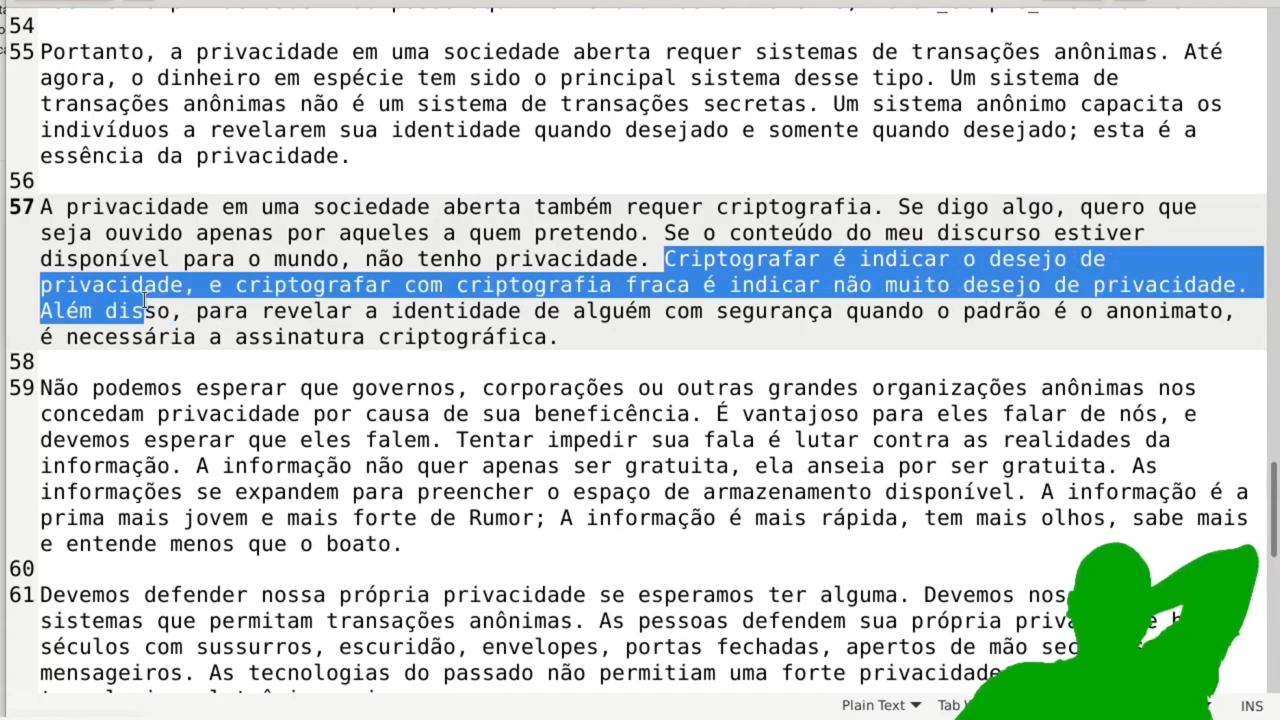 54
55 Portanto, a privacidade em uma sociedade aberta requer sistemas de transações anônimas. Até
agora, o dinheiro em espécie tem sido o principal sistema desse tipo. Um sistema de
transações anônimas não é um sistema de transações secretas. Um sistema anônimo capacita os
indivíduos a revelarem sua identidade quando desejado e somente quando desejado; esta é a
essência da privacidade.
56
57 A privacidade em uma sociedade aberta também requer criptografia. Se digo algo, quero que
seja ouvido apenas por aqueles a quem pretendo. Se o conteúdo do meu discurso estiver
disponível para o mundo, não tenho privacidade. Criptografar é indicar o desejo de
privacidade, e criptografar com criptografia fraca é indicar não muito desejo de privacidade.
Além disso, para revelar a identidade de alguém com segurança quando o padrão é o anonimato,
é necessária a assinatura criptográfica.
58
59 Não podemos esperar que governos, corporações ou outras grandes organizações anônimas nos
concedam privacidade por causa de sua beneficência. É vantajoso para eles falar de nós, e
devemos esperar que eles falem. Tentar impedir sua fala é lutar contra as realidades da
informação. A informação não quer apenas ser gratuita, ela anseia por ser gratuita. As
informações se expandem para preencher o espaço de armazenamento disponível. A informação é a
prima mais jovem e mais forte de Rumor; A informação é mais rápida, tem mais olhos, sabe mais
e entende menos que o boato.
60
61 Devemos defender nossa própria privacidade se esperamos ter alguma. Devemos nos
sistemas que permitam transações anônimas. As pessoas defendem sua própria
séculos com sussurros, escuridão, envelopes, portas fechadas, apertos de mão
mensageiros. As tecnologias do passado não permitiam uma forte privacidade
Plain Text Tab INS